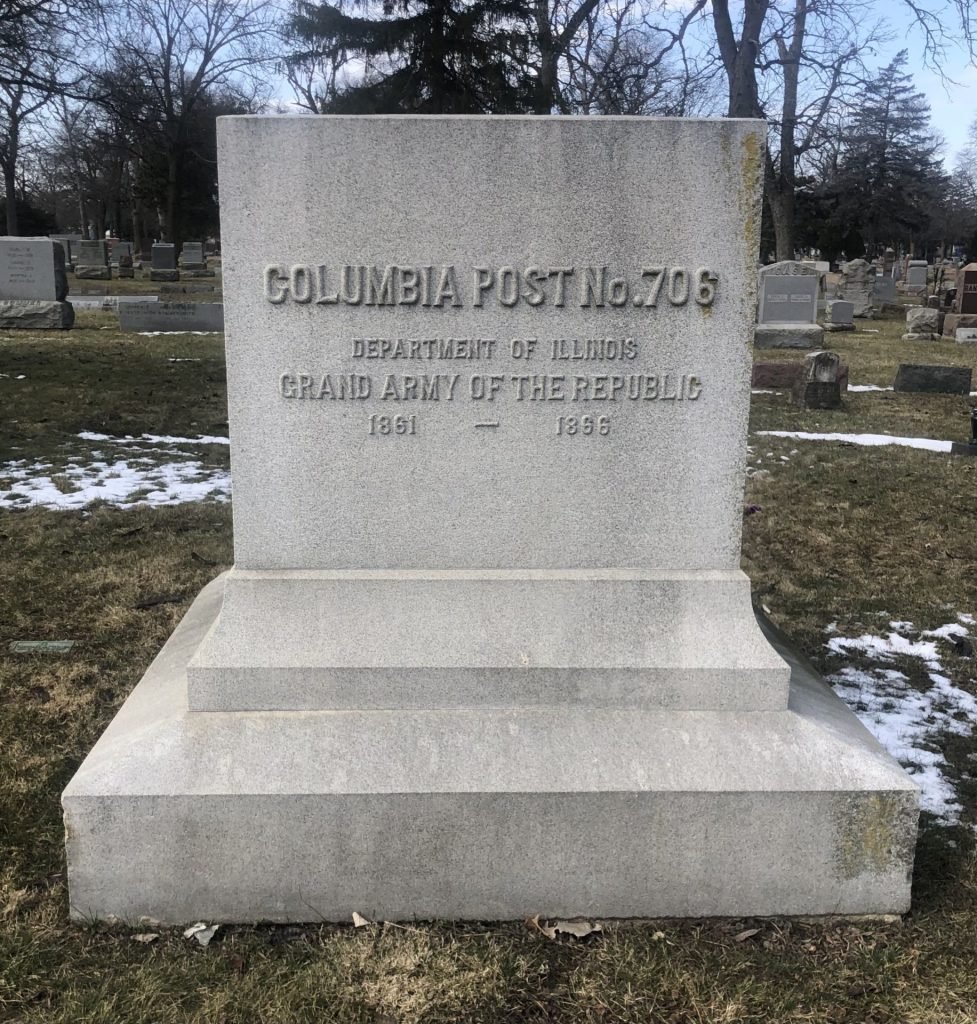 COLUMBIA POST No. 706
DEPARTMENT OF ILLINOIS
GRAND ARMY OF THE REPUBLIC
1861 — 1866